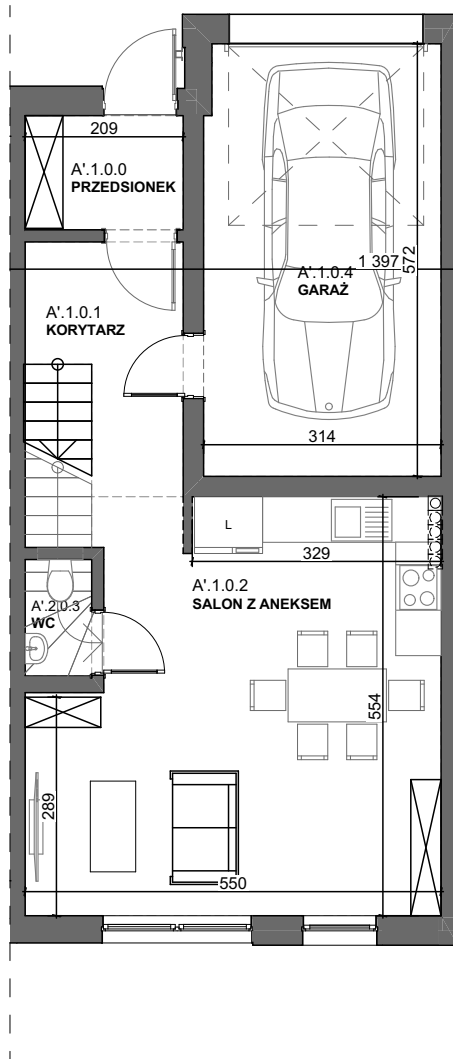 209
A'.1.0.0
PRZEDSIONEK
1 397
572
A'.1.0.4
GARAŻ
A'.1.0.1
KORYTARZ
314
L
329
A'.1.0.2
SALON Z ANEKSEM
A'.2.0.3
WC
554
289
550